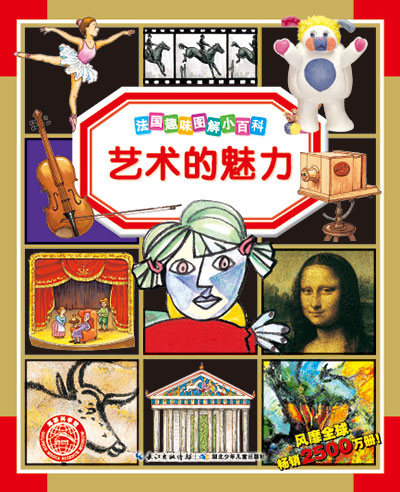 法国趣味图解小百科
艺术的魅力
风靡全球
畅销2500万册!
长江出版传媒
湖北少年儿童出版社